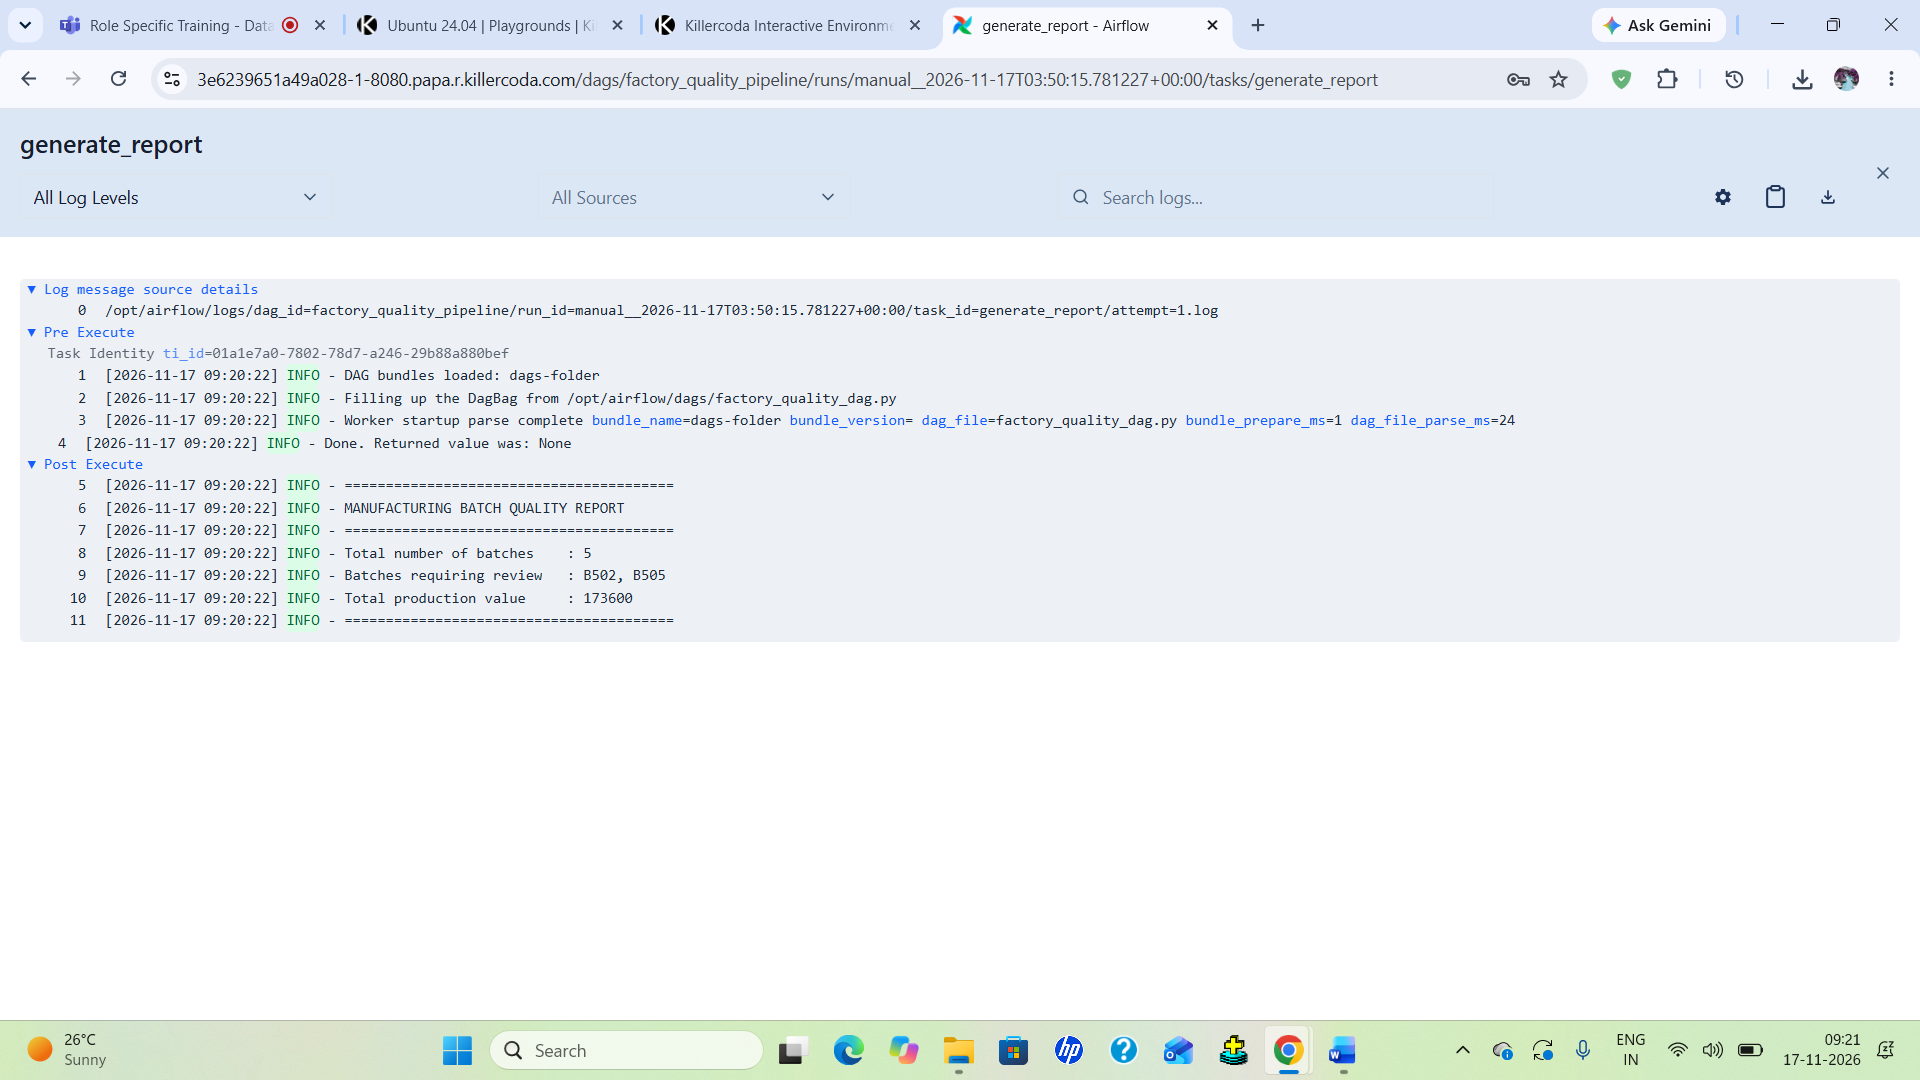 Role Specific Training - Data
Ubuntu 24.04 | Playgrounds | Ki
Killercoda Interactive Environme
generate_report - Airflow
Ask Gemini
3e6239651a49a028-1-8080.papa.r.killercoda.com/dags/factory_quality_pipeline/runs/manual__2026-11-17T03:50:15.781227+00:00/tasks/generate_report
generate_report
All Log Levels
All Sources
Search logs...
▼ Log message source details
0 /opt/airflow/logs/dag_id=factory_quality_pipeline/run_id=manual__2026-11-17T03:50:15.781227+00:00/task_id=generate_report/attempt=1.log
▼ Pre Execute
Task Identity ti_id=01a1e7a0-7802-78d7-a246-29b88a880bef
1 [2026-11-17 09:20:22] INFO - DAG bundles loaded: dags-folder
2 [2026-11-17 09:20:22] INFO - Filling up the DagBag from /opt/airflow/dags/factory_quality_dag.py
3 [2026-11-17 09:20:22] INFO - Worker startup parse complete bundle_name=dags-folder bundle_version= dag_file=factory_quality_dag.py bundle_prepare_ms=1 dag_file_parse_ms=24
4 [2026-11-17 09:20:22] INFO - Done. Returned value was: None
▼ Post Execute
5 [2026-11-17 09:20:22] INFO - ========================================
6 [2026-11-17 09:20:22] INFO - MANUFACTURING BATCH QUALITY REPORT
7 [2026-11-17 09:20:22] INFO - ========================================
8 [2026-11-17 09:20:22] INFO - Total number of batches    : 5
9 [2026-11-17 09:20:22] INFO - Batches requiring review   : B502, B505
10 [2026-11-17 09:20:22] INFO - Total production value     : 173600
11 [2026-11-17 09:20:22] INFO - ========================================
26°C
Sunny
Search
hp
ENG
IN
09:21
17-11-2026